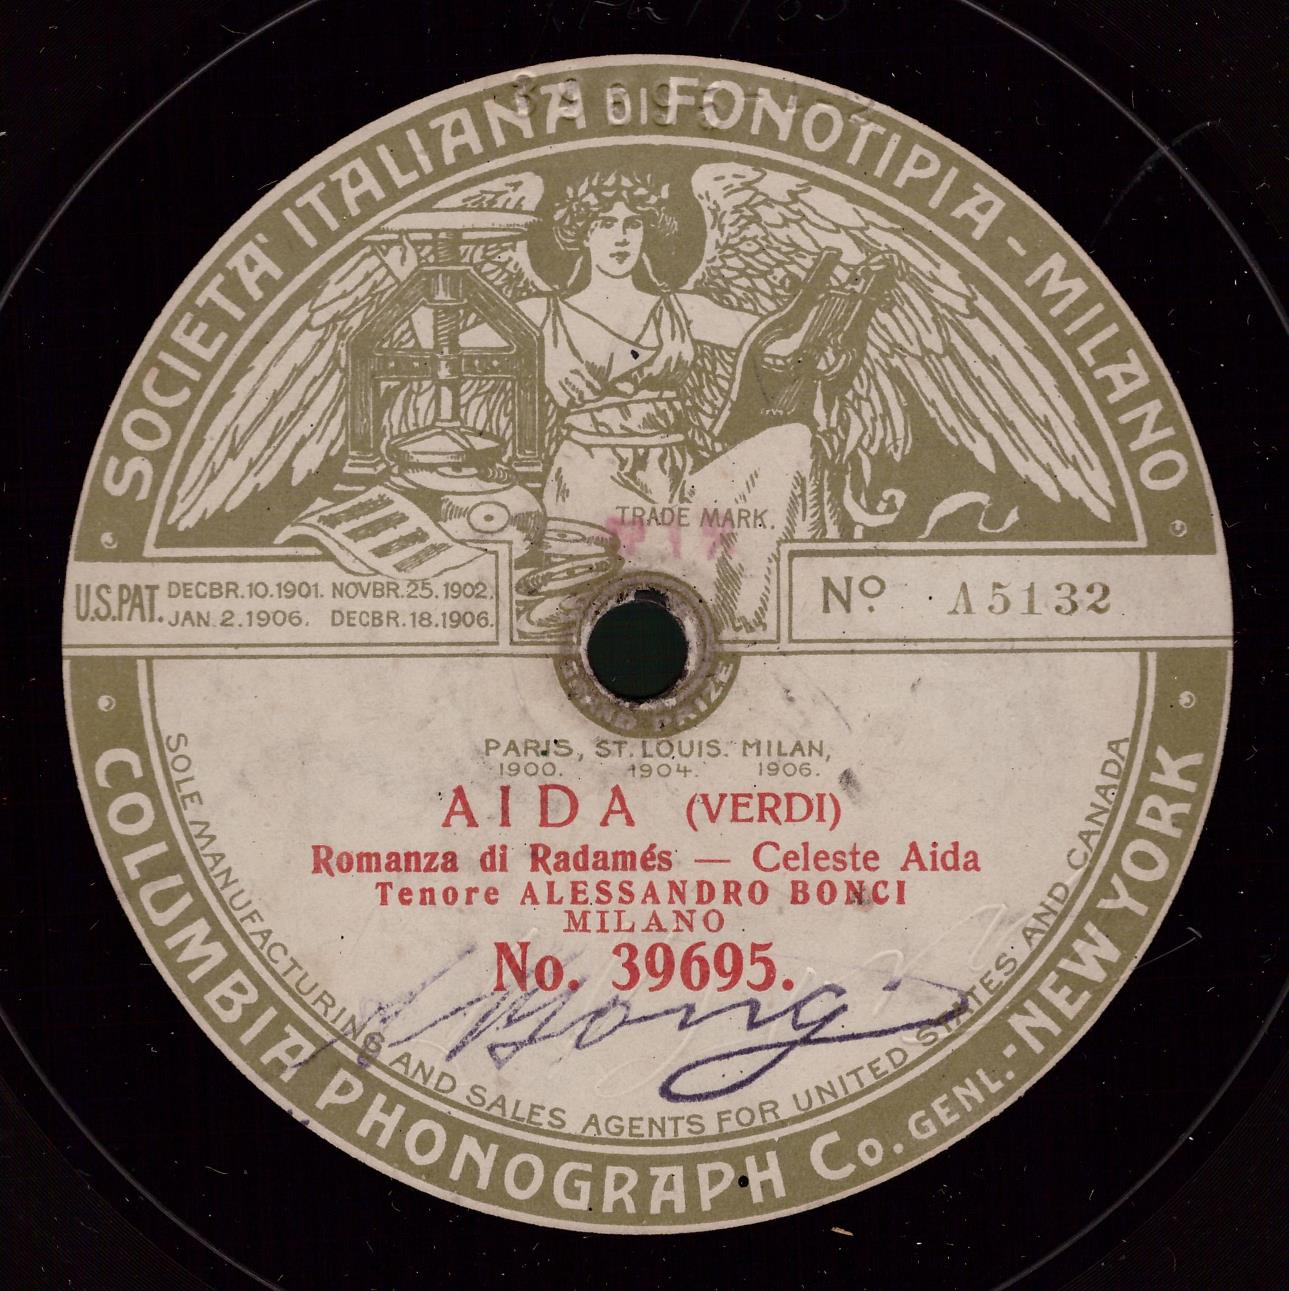 SOCIETA' ITALIANA DI FONOTIPIA - MILANO
TRADE MARK.
U.S. PAT. DECBR. 10. 1901. NOVBR. 25. 1902.
JAN. 2. 1906. DECBR. 18. 1906.
No. A5132
GRAND PRIZE
PARIS, ST. LOUIS. MILAN,
1900. 1904. 1906.
AIDA (VERDI)
Romanza di Radamés — Celeste Aida
Tenore ALESSANDRO BONCI
MILANO
No. 39695.
SOLE MANUFACTURING AND SALES AGENTS FOR UNITED STATES AND CANADA
COLUMBIA PHONOGRAPH Co. GENL. - NEW YORK